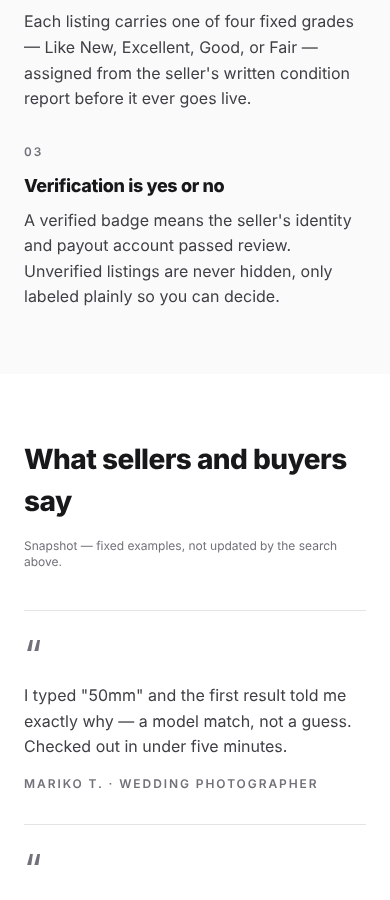 Each listing carries one of four fixed grades
— Like New, Excellent, Good, or Fair —
assigned from the seller's written condition
report before it ever goes live.
03
Verification is yes or no
A verified badge means the seller's identity
and payout account passed review.
Unverified listings are never hidden, only
labeled plainly so you can decide.
What sellers and buyers
say
Snapshot — fixed examples, not updated by the search
above.
"
I typed "50mm" and the first result told me
exactly why — a model match, not a guess.
Checked out in under five minutes.
MARIKO T. · WEDDING PHOTOGRAPHER
"